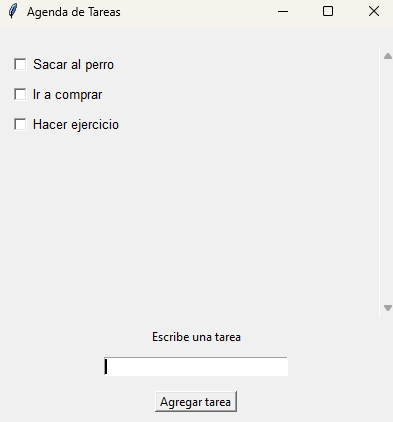 Agenda de Tareas
Sacar al perro
Ir a comprar
Hacer ejercicio
Escribe una tarea
Agregar tarea